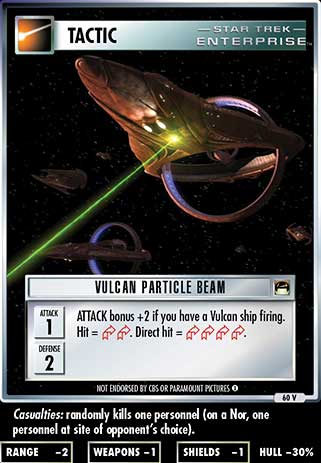 TACTIC
STAR TREK
ENTERPRISE™
VULCAN PARTICLE BEAM
ATTACK
1
ATTACK bonus +2 if you have a Vulcan ship firing.
Hit = . Direct hit = .
DEFENSE
2
NOT ENDORSED BY CBS OR PARAMOUNT PICTURES
60 V
Casualties: randomly kills one personnel (on a Nor, one
personnel at site of opponent's choice).
RANGE -2 WEAPONS -1 SHIELDS -1 HULL -30%